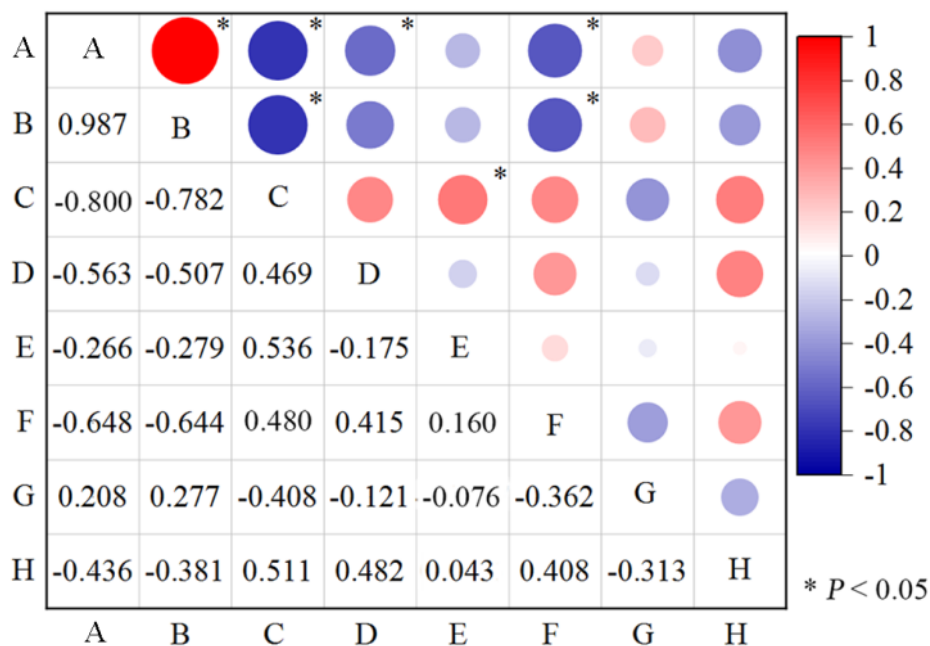 A A * * * * 1
0.8
B 0.987 B * * 0.6
0.4
C -0.800 -0.782 C * 0.2
D -0.563 -0.507 0.469 D 0
-0.2
E -0.266 -0.279 0.536 -0.175 E -0.4
-0.6
F -0.648 -0.644 0.480 0.415 0.160 F -0.8
-1
G 0.208 0.277 -0.408 -0.121 -0.076 -0.362 G
H -0.436 -0.381 0.511 0.482 0.043 0.408 -0.313 H
* P < 0.05
A B C D E F G H